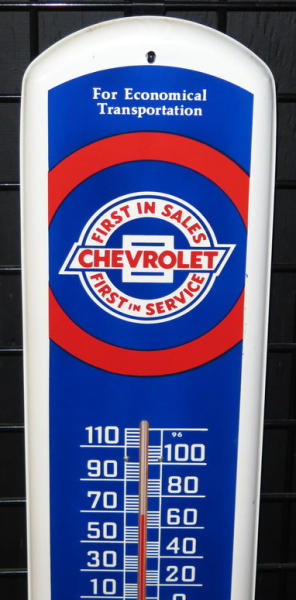 For Economical
Transportation
FIRST IN SALES
CHEVROLET
FIRST IN SERVICE
96
110
100
90
80
70
60
50
40
30
20
10
0